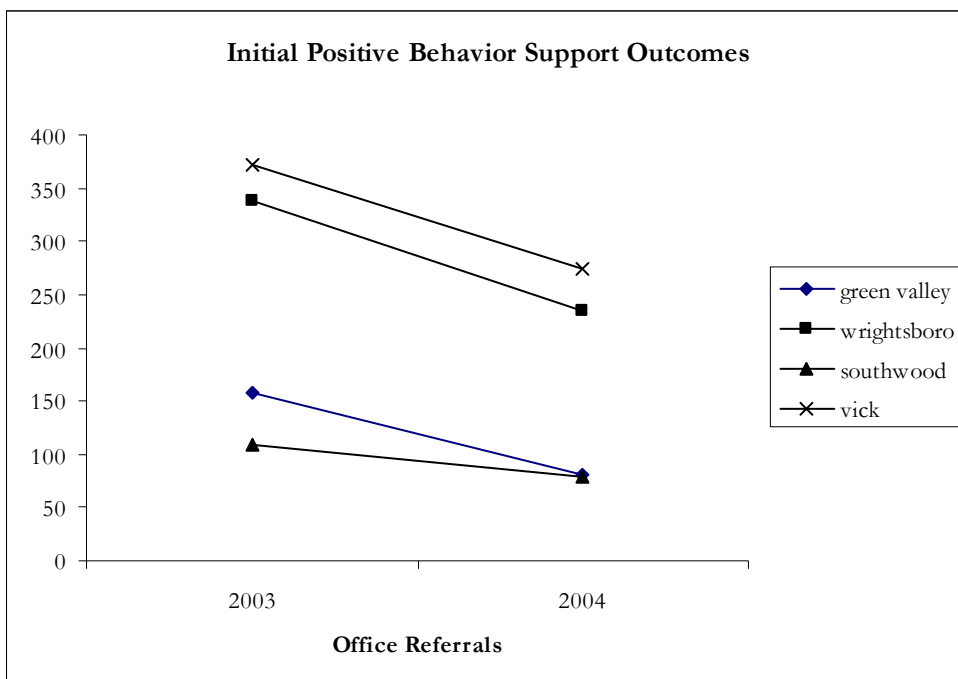 Initial Positive Behavior Support Outcomes
400
350
300
250
200
150
100
50
0
2003 2004
Office Referrals
green valley
wrightsboro
southwood
vick